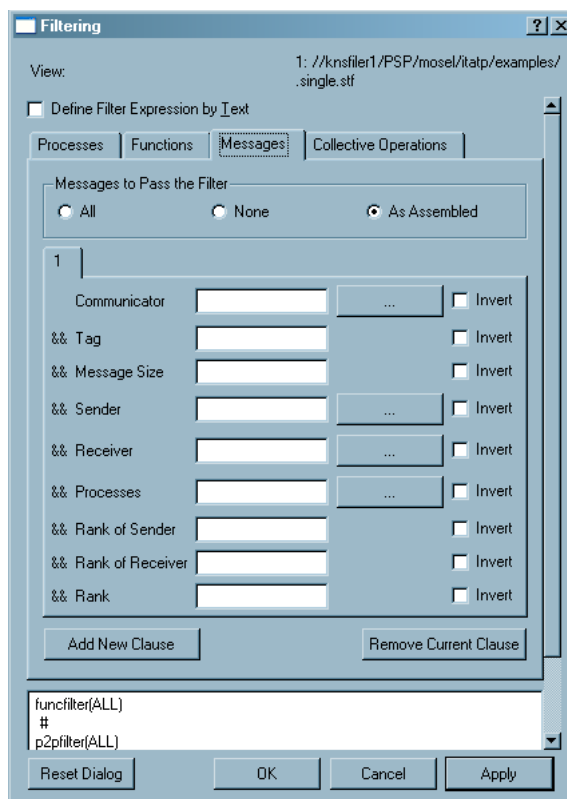 Filtering
View: 1: //knsfiler1/PSP/mosel/itatp/examples/
.single.stf
Define Filter Expression by Text
Processes Functions Messages Collective Operations
Messages to Pass the Filter
All None As Assembled
1
Communicator ... Invert
&& Tag Invert
&& Message Size Invert
&& Sender ... Invert
&& Receiver ... Invert
&& Processes ... Invert
&& Rank of Sender Invert
&& Rank of Receiver Invert
&& Rank Invert
Add New Clause Remove Current Clause
funcfilter(ALL)
#
p2pfilter(ALL)
Reset Dialog OK Cancel Apply